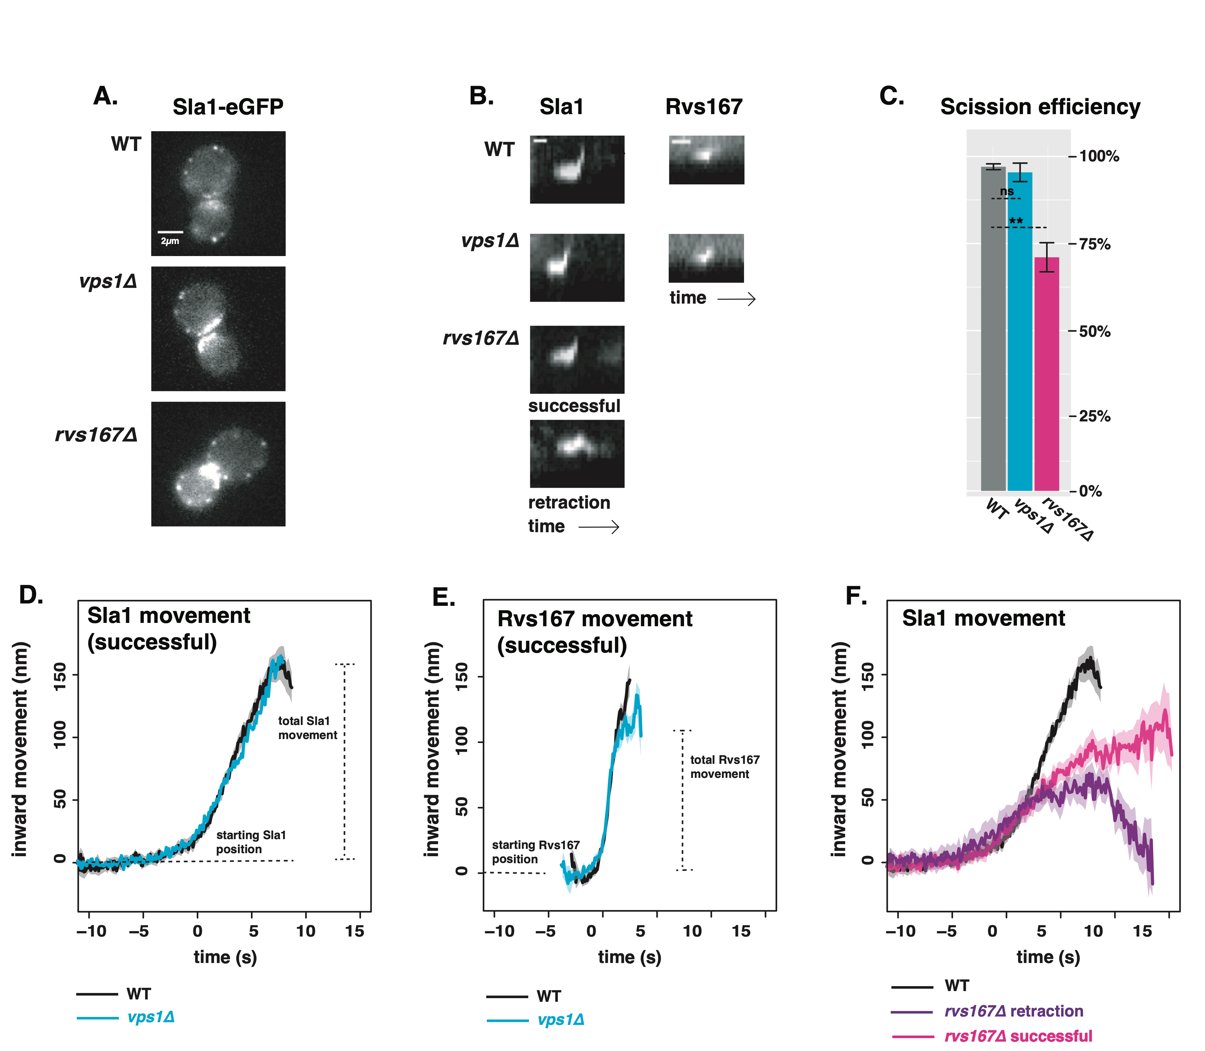 A.
Sla1-eGFP
WT
2µm
vps1Δ
rvs167Δ
B.
Sla1
Rvs167
WT
vps1Δ
time
rvs167Δ
successful
retraction
time
C.
Scission efficiency
100%
ns
**
75%
50%
25%
0%
WT
vps1Δ
rvs167Δ
D.
Sla1 movement
(successful)
inward movement (nm)
150
100
50
0
total Sla1
movement
starting Sla1
position
−10 −5 0 5 10 15
time (s)
WT
vps1Δ
E.
Rvs167 movement
(successful)
inward movement (nm)
150
100
50
0
total Rvs167
movement
starting Rvs167
position
−10 −5 0 5 10 15
time (s)
WT
vps1Δ
F.
Sla1 movement
inward movement (nm)
150
100
50
0
−10 −5 0 5 10 15
time (s)
WT
rvs167Δ retraction
rvs167Δ successful